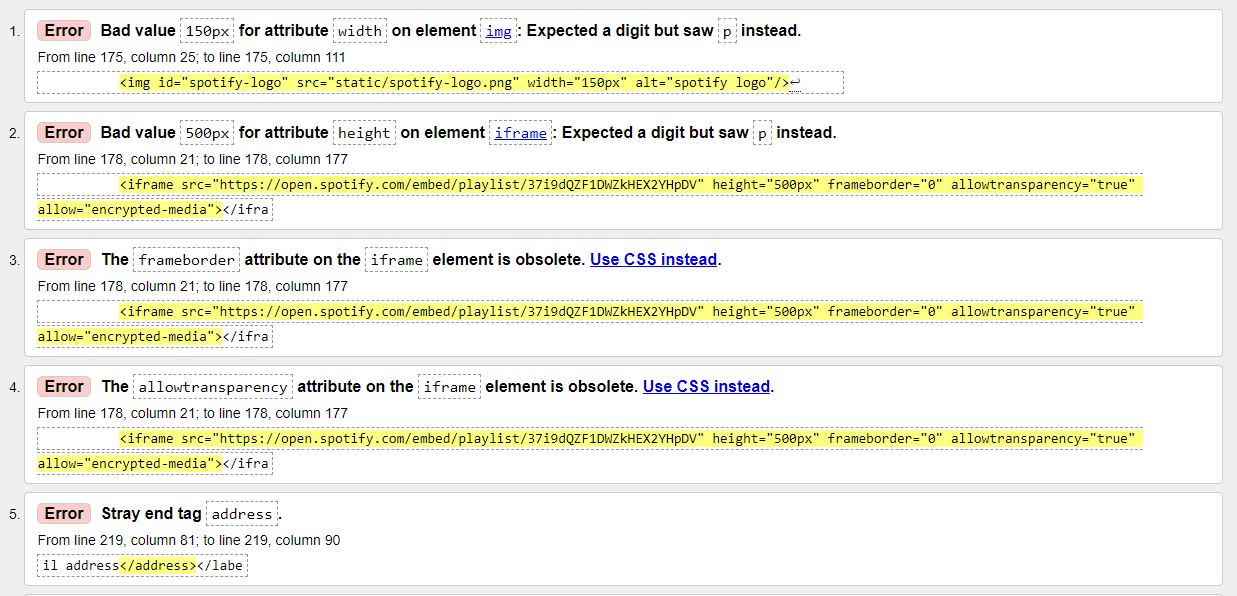 1. Error Bad value 150px for attribute width on element img: Expected a digit but saw p instead.
From line 175, column 25; to line 175, column 111
<img id="spotify-logo" src="static/spotify-logo.png" width="150px" alt="spotify logo"/>↩
2. Error Bad value 500px for attribute height on element iframe: Expected a digit but saw p instead.
From line 178, column 21; to line 178, column 177
<iframe src="https://open.spotify.com/embed/playlist/37i9dQZF1DWZkHEX2YHpDV" height="500px" frameborder="0" allowtransparency="true"
allow="encrypted-media"></ifra
3. Error The frameborder attribute on the iframe element is obsolete. Use CSS instead.
From line 178, column 21; to line 178, column 177
<iframe src="https://open.spotify.com/embed/playlist/37i9dQZF1DWZkHEX2YHpDV" height="500px" frameborder="0" allowtransparency="true"
allow="encrypted-media"></ifra
4. Error The allowtransparency attribute on the iframe element is obsolete. Use CSS instead.
From line 178, column 21; to line 178, column 177
<iframe src="https://open.spotify.com/embed/playlist/37i9dQZF1DWZkHEX2YHpDV" height="500px" frameborder="0" allowtransparency="true"
allow="encrypted-media"></ifra
5. Error Stray end tag address.
From line 219, column 81; to line 219, column 90
il address</address></labe